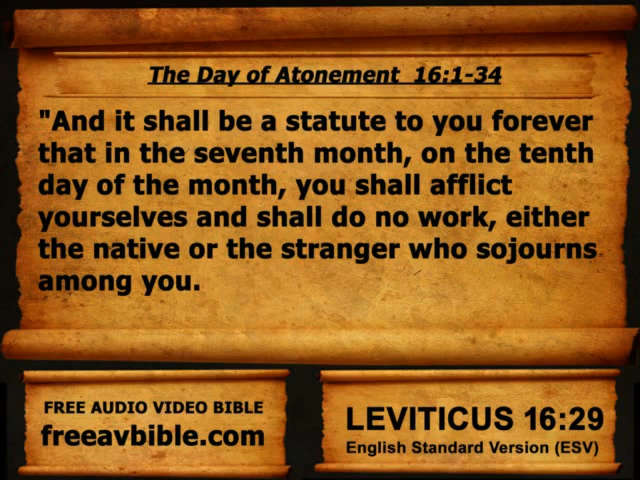 The Day of Atonement 16:1-34
"And it shall be a statute to you forever
that in the seventh month, on the tenth
day of the month, you shall afflict
yourselves and shall do no work, either
the native or the stranger who sojourns
among you.
FREE AUDIO VIDEO BIBLE
freeavbible.com
LEVITICUS 16:29
English Standard Version (ESV)